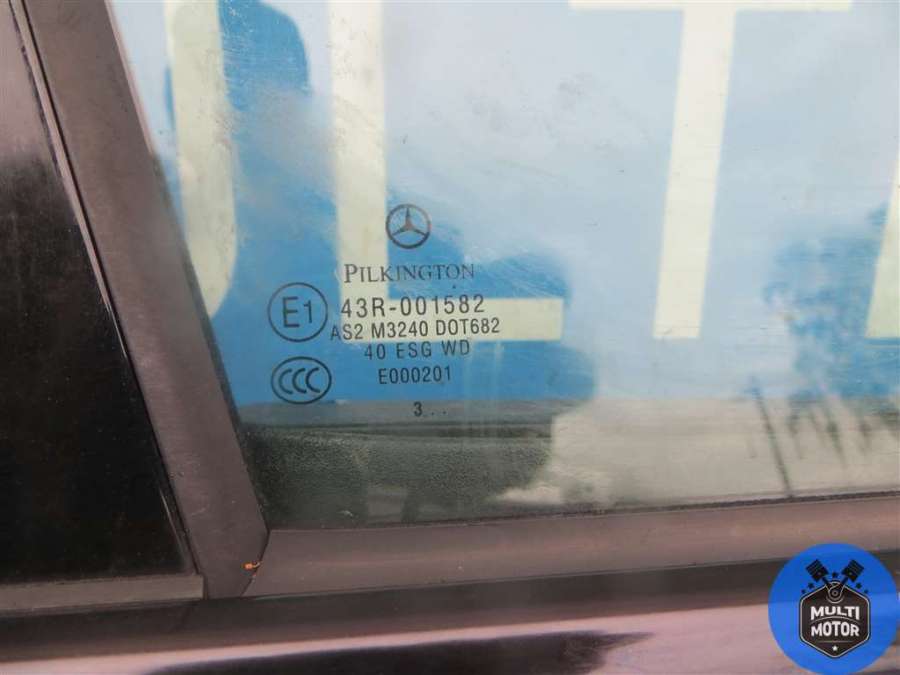 PILKINGTON
E1 43R-001582
AS2 M3240 DOT682
40 ESG WD
CCC E000201
3 . .
MULTI
MOTOR